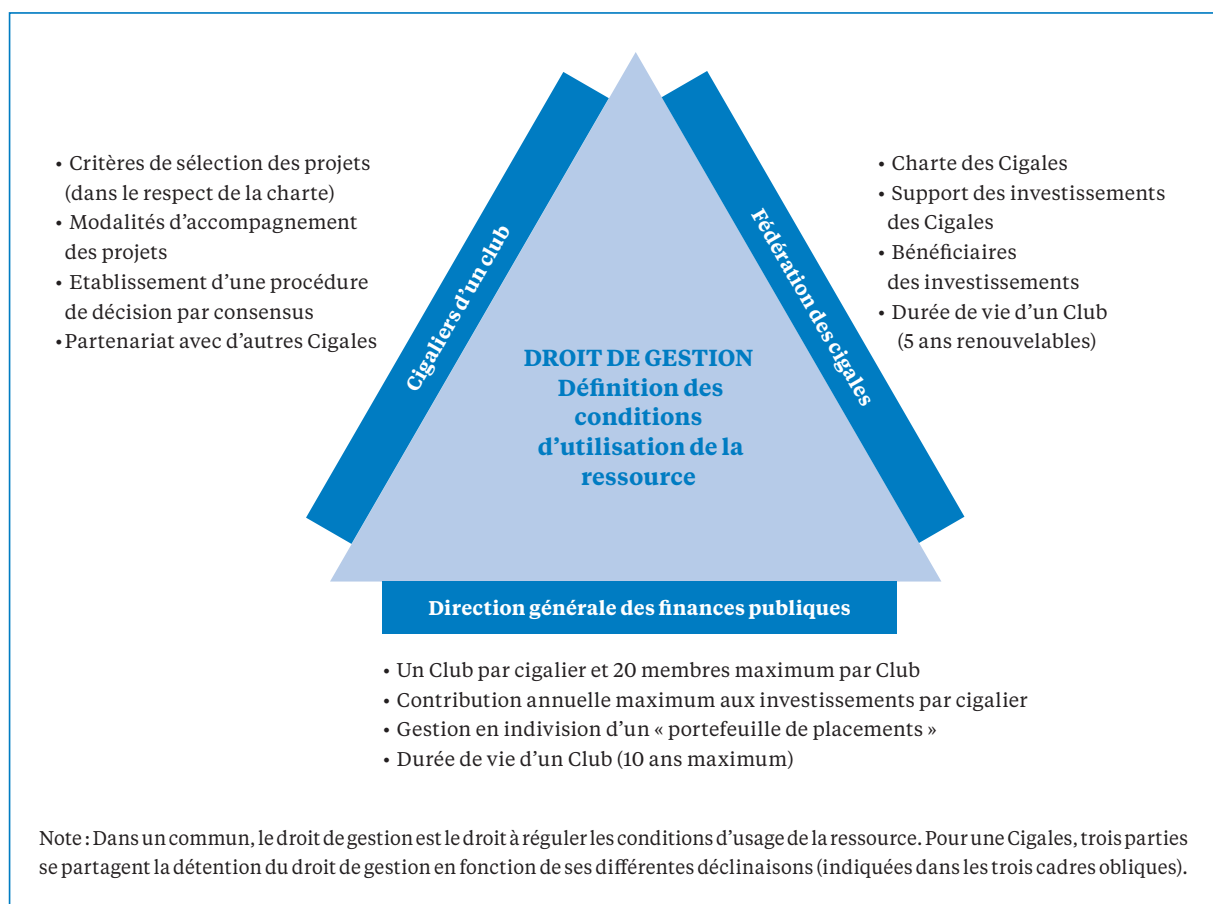 • Critères de sélection des projets
(dans le respect de la charte)
• Modalités d’accompagnement
des projets
• Etablissement d’une procédure
de décision par consensus
•Partenariat avec d’autres Cigales
Cigaliers d’un club
DROIT DE GESTION
Définition des
conditions
d’utilisation de la
ressource
Fédération des cigales
• Charte des Cigales
• Support des investissements
des Cigales
• Bénéficiaires
des investissements
• Durée de vie d’un Club
(5 ans renouvelables)
Direction générale des finances publiques
• Un Club par cigalier et 20 membres maximum par Club
• Contribution annuelle maximum aux investissements par cigalier
• Gestion en indivision d’un « portefeuille de placements »
• Durée de vie d’un Club (10 ans maximum)
Note : Dans un commun, le droit de gestion est le droit à réguler les conditions d’usage de la ressource. Pour une Cigales, trois parties
se partagent la détention du droit de gestion en fonction de ses différentes déclinaisons (indiquées dans les trois cadres obliques).